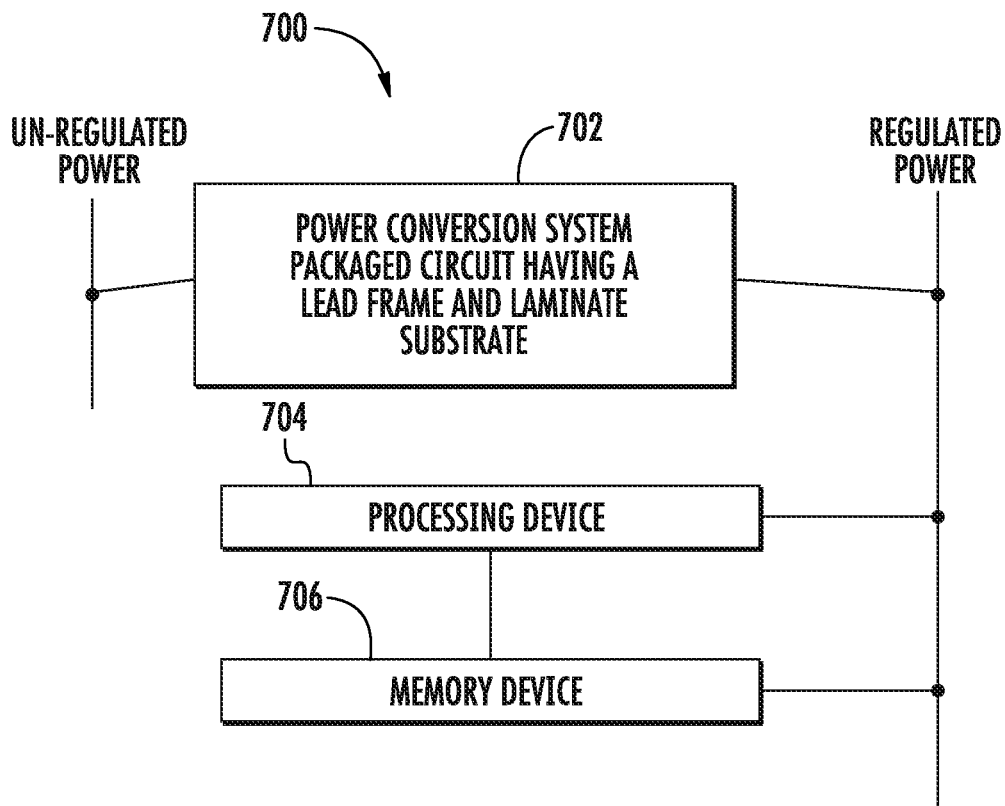 700
UN-REGULATED
POWER
702
REGULATED
POWER
POWER CONVERSION SYSTEM
PACKAGED CIRCUIT HAVING A
LEAD FRAME AND LAMINATE
SUBSTRATE
704
PROCESSING DEVICE
706
MEMORY DEVICE